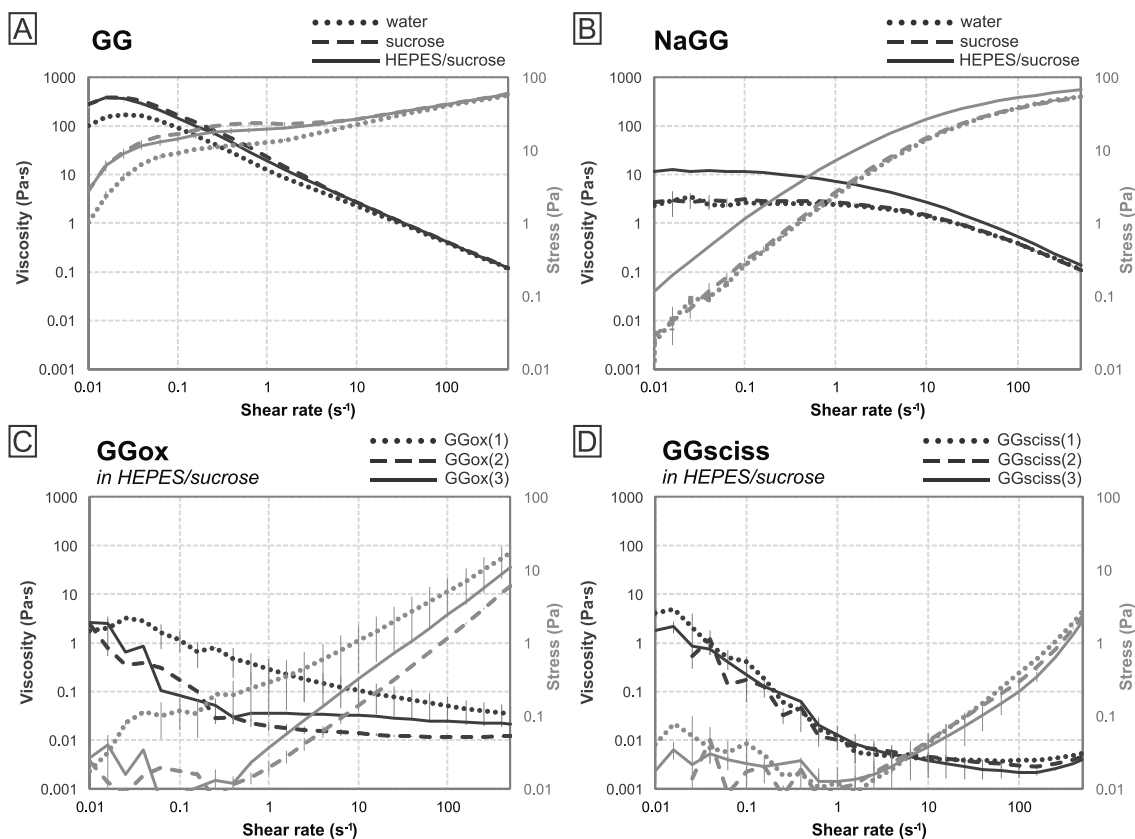 A
GG
water
sucrose
HEPES/sucrose
Viscosity (Pa·s)
1000
100
10
1
0.1
0.01
0.001
Stress (Pa)
100
10
1
0.1
0.01
0.01 0.1 1 10 100
Shear rate (s⁻¹)
B
NaGG
water
sucrose
HEPES/sucrose
Viscosity (Pa·s)
1000
100
10
1
0.1
0.01
0.001
Stress (Pa)
100
10
1
0.1
0.01
0.01 0.1 1 10 100
Shear rate (s⁻¹)
C
GGox
in HEPES/sucrose
GGox(1)
GGox(2)
GGox(3)
Viscosity (Pa·s)
1000
100
10
1
0.1
0.01
0.001
Stress (Pa)
100
10
1
0.1
0.01
0.01 0.1 1 10 100
Shear rate (s⁻¹)
D
GGsciss
in HEPES/sucrose
GGsciss(1)
GGsciss(2)
GGsciss(3)
Viscosity (Pa·s)
1000
100
10
1
0.1
0.01
0.001
Stress (Pa)
100
10
1
0.1
0.01
0.01 0.1 1 10 100
Shear rate (s⁻¹)